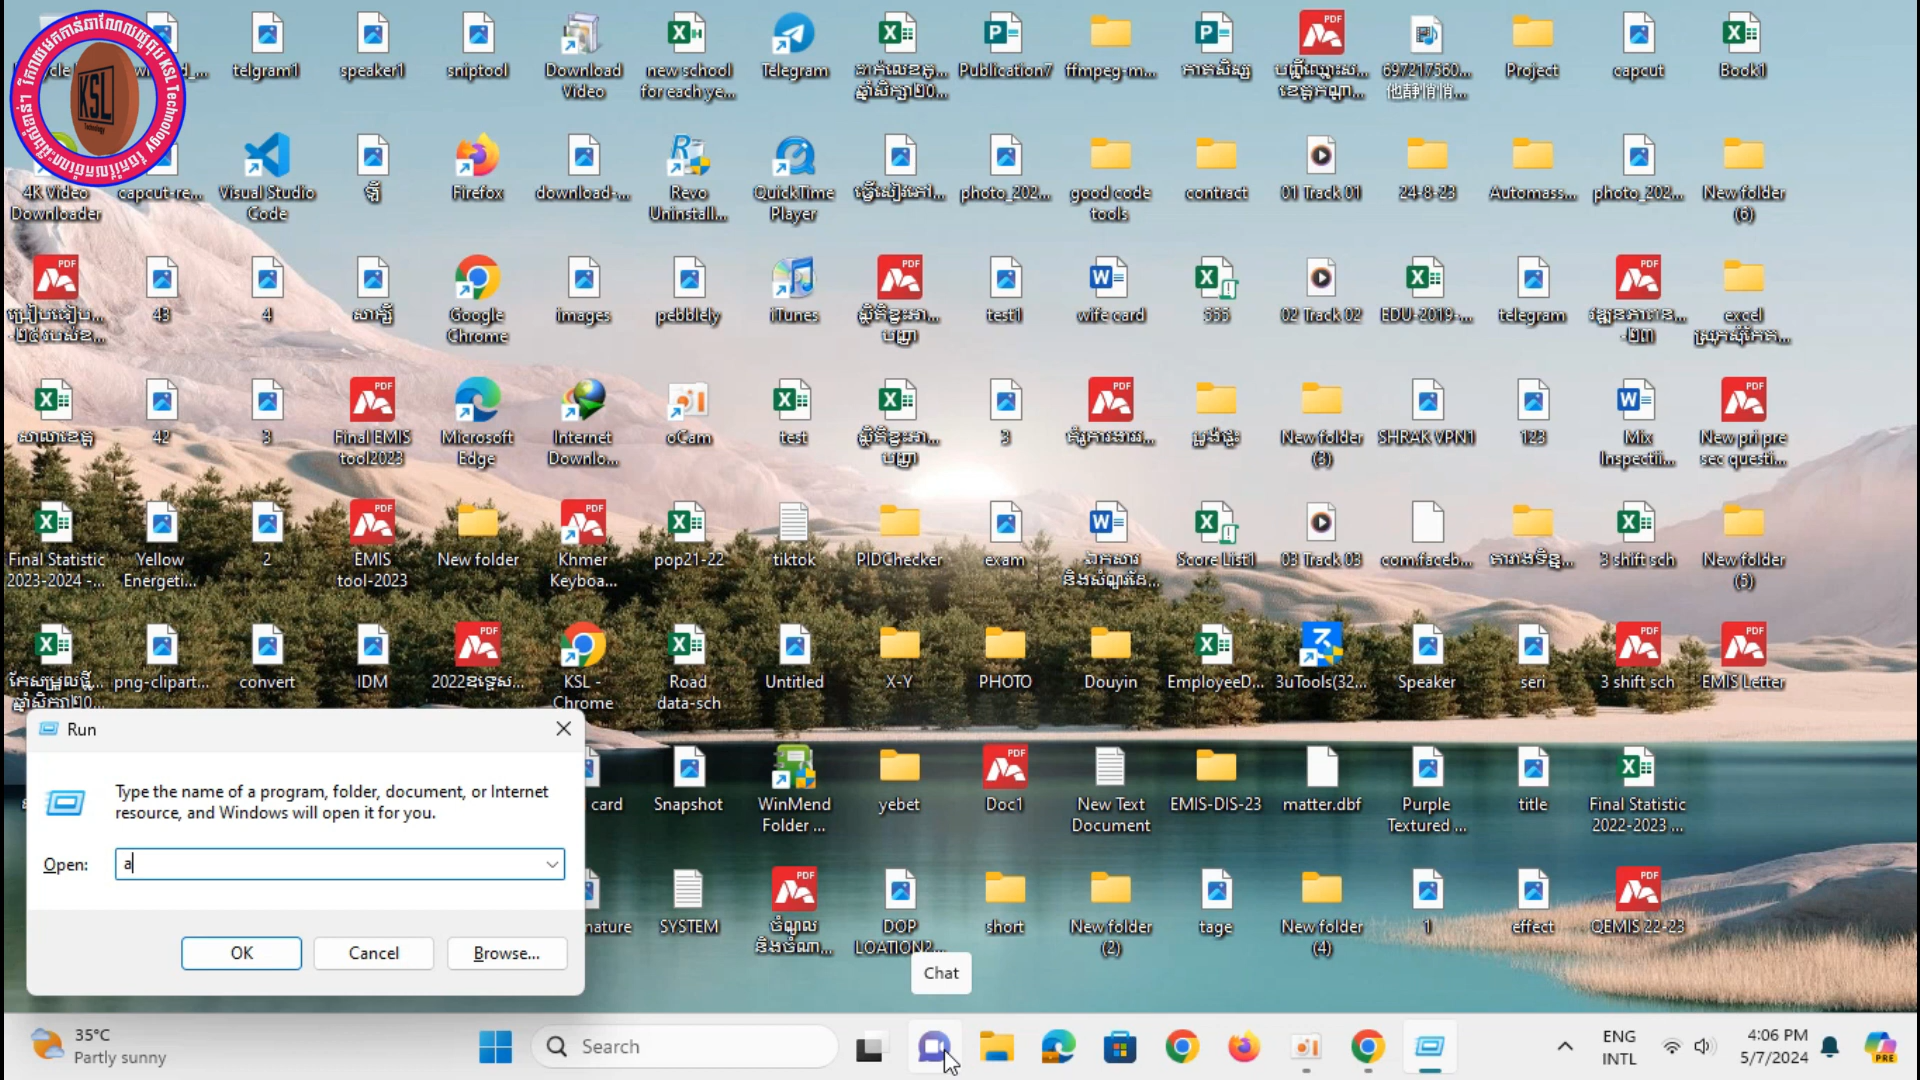 telgram1
speaker1
sniptool
Download
Video
new school
for each ye...
Telegram
Publication7
ffmpeg-m...
Project
capcut
Book1
KSL
Technology
4K Video
Downloader
capcut-re...
Visual Studio
Code
Firefox
download-...
Revo
Uninstall...
QuickTime
Player
photo_202...
good code
tools
contract
01 Track 01
24-8-23
Automass...
photo_202...
New folder
(6)
43
4
Google
Chrome
images
pebblely
iTunes
test1
wife card
555
02 Track 02
EDU-2019-...
telegram
excel
42
3
Final EMIS
tool2023
Microsoft
Edge
Internet
Downlo...
oCam
test
3
New folder
(3)
SHRAK VPN1
123
Mix
Inspectii...
New pri pre
sec questi...
Final Statistic
2023-2024 -...
Yellow
Energeti...
2
EMIS
tool-2023
New folder
Khmer
Keyboa...
pop21-22
tiktok
PIDChecker
exam
Score List1
03 Track 03
com.faceb...
3 shift sch
New folder
(5)
png-clipart...
convert
IDM
KSL -
Chrome
Road
data-sch
Untitled
X-Y
PHOTO
Douyin
EmployeeD...
3uTools(32...
Speaker
seri
3 shift sch
EMIS Letter
Run
Type the name of a program, folder, document, or Internet
resource, and Windows will open it for you.
Open:
a
OK
Cancel
Browse...
card
Snapshot
WinMend
Folder ...
yebet
Doc1
New Text
Document
EMIS-DIS-23
matter.dbf
Purple
Textured ...
title
Final Statistic
2022-2023 ...
nature
SYSTEM
ចំណូល
និងចំណា...
DOP
LOATION2...
short
New folder
(2)
tage
New folder
(4)
1
effect
QEMIS 22-23
Chat
35°C
Partly sunny
Search
ENG
INTL
4:06 PM
5/7/2024
PRE